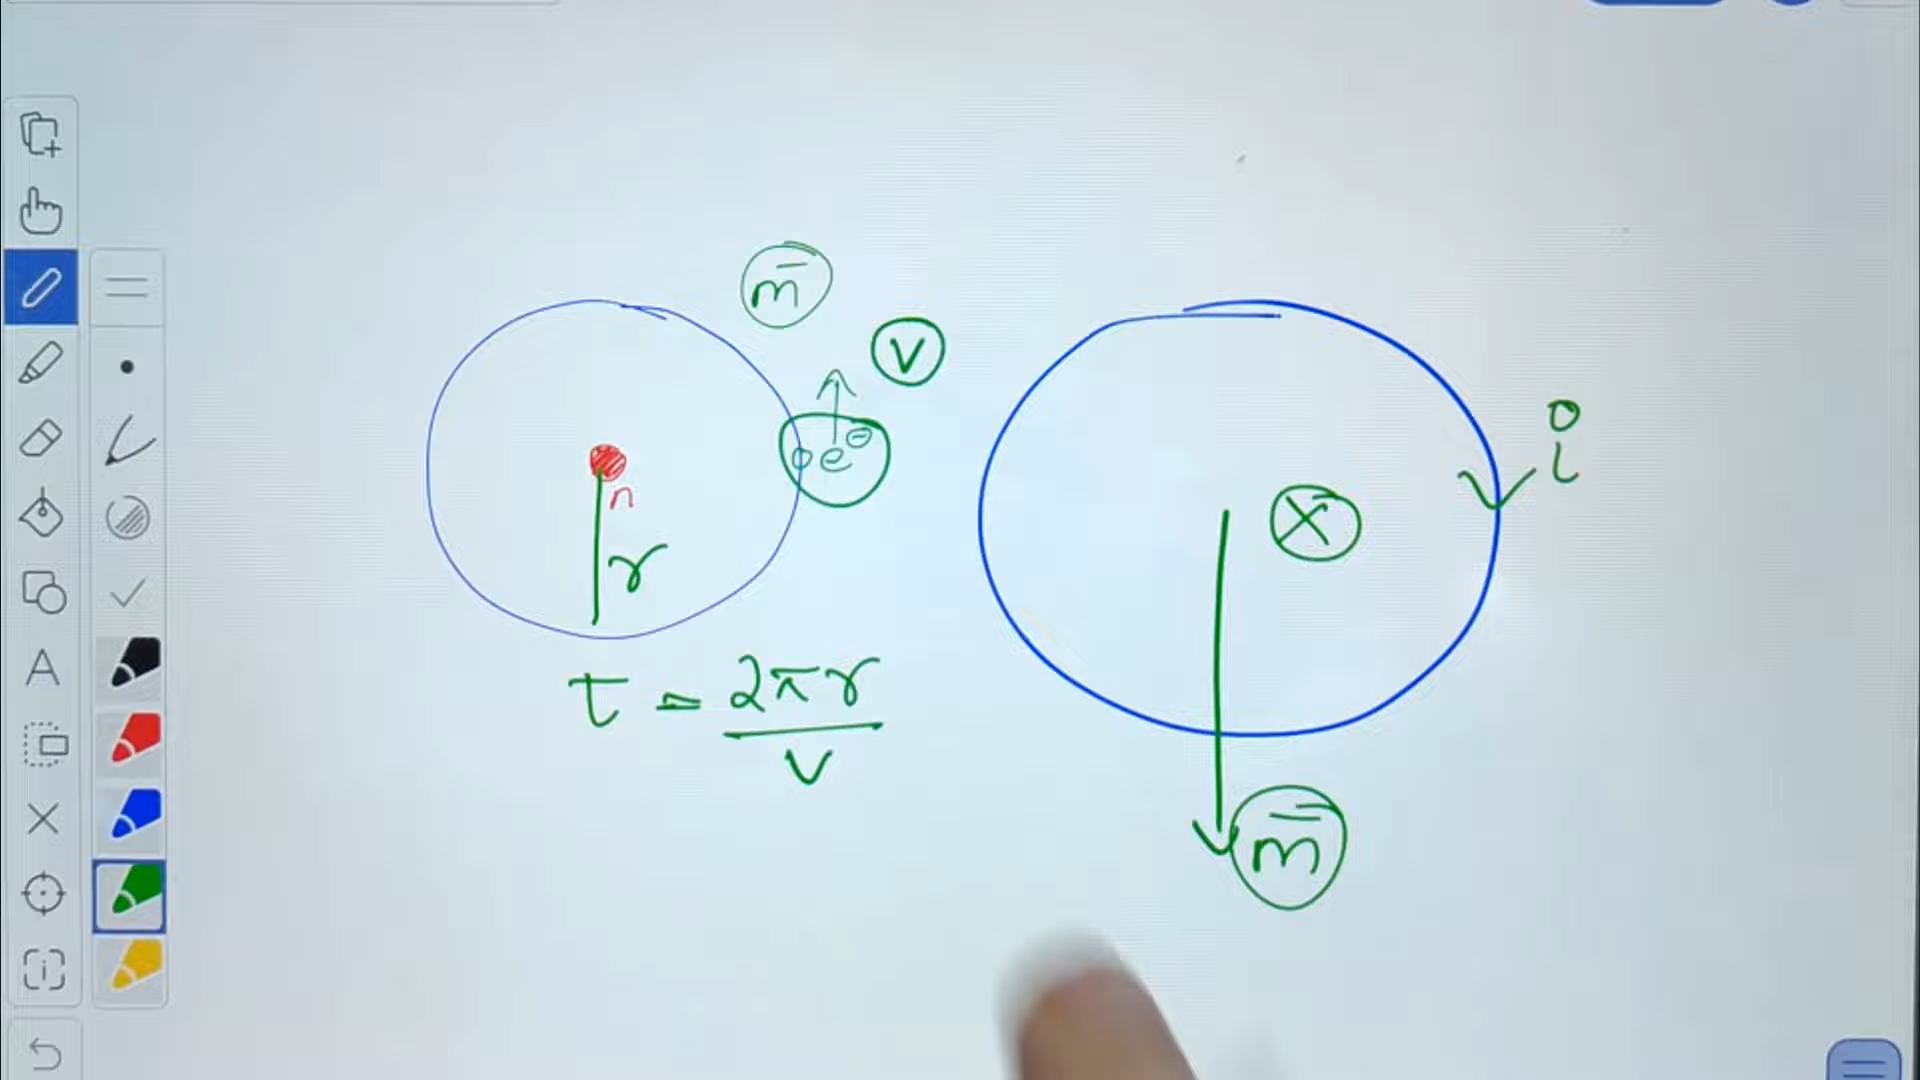 m̄
v
e⊖
n
r
t = 2πr / v
i
⊗
m̄
A